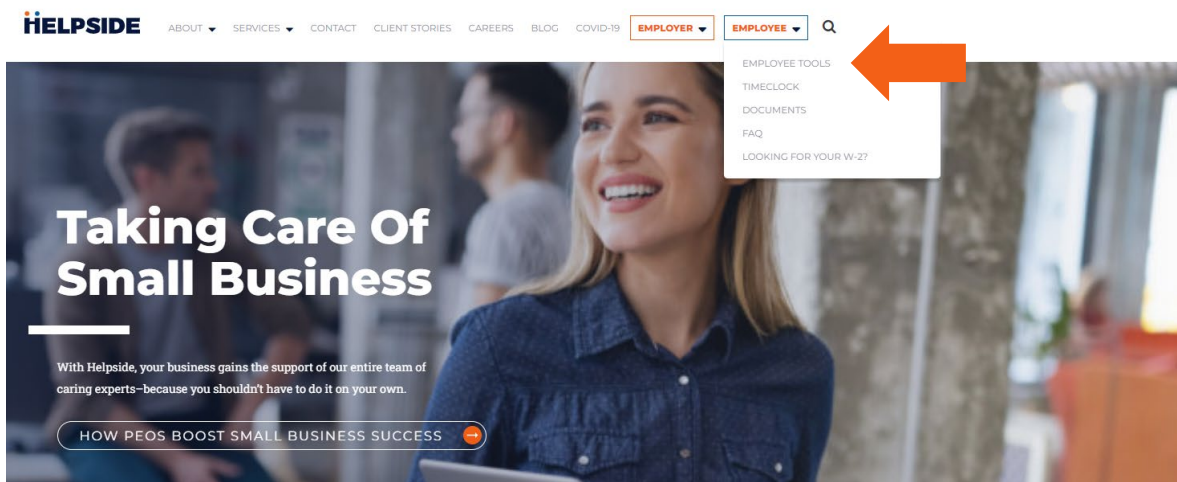 HELPSIDE
ABOUT SERVICES CONTACT CLIENT STORIES CAREERS BLOG COVID-19 EMPLOYER EMPLOYEE
EMPLOYEE TOOLS
TIMECLOCK
DOCUMENTS
FAQ
LOOKING FOR YOUR W-2?
Taking Care Of
Small Business
With Helpside, your business gains the support of our entire team of
caring experts–because you shouldn't have to do it on your own.
HOW PEOS BOOST SMALL BUSINESS SUCCESS